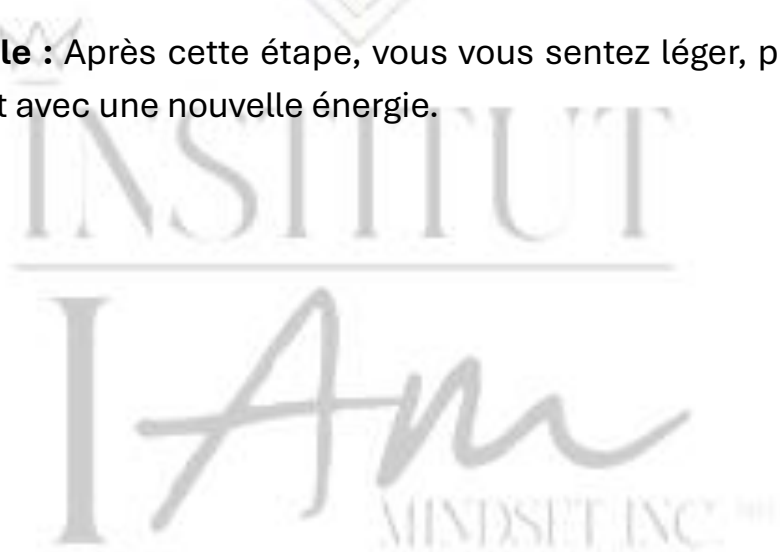 le : Après cette étape, vous vous sentez léger, p
t avec une nouvelle énergie.
INSTITUT
I Am
MINDSET INC.